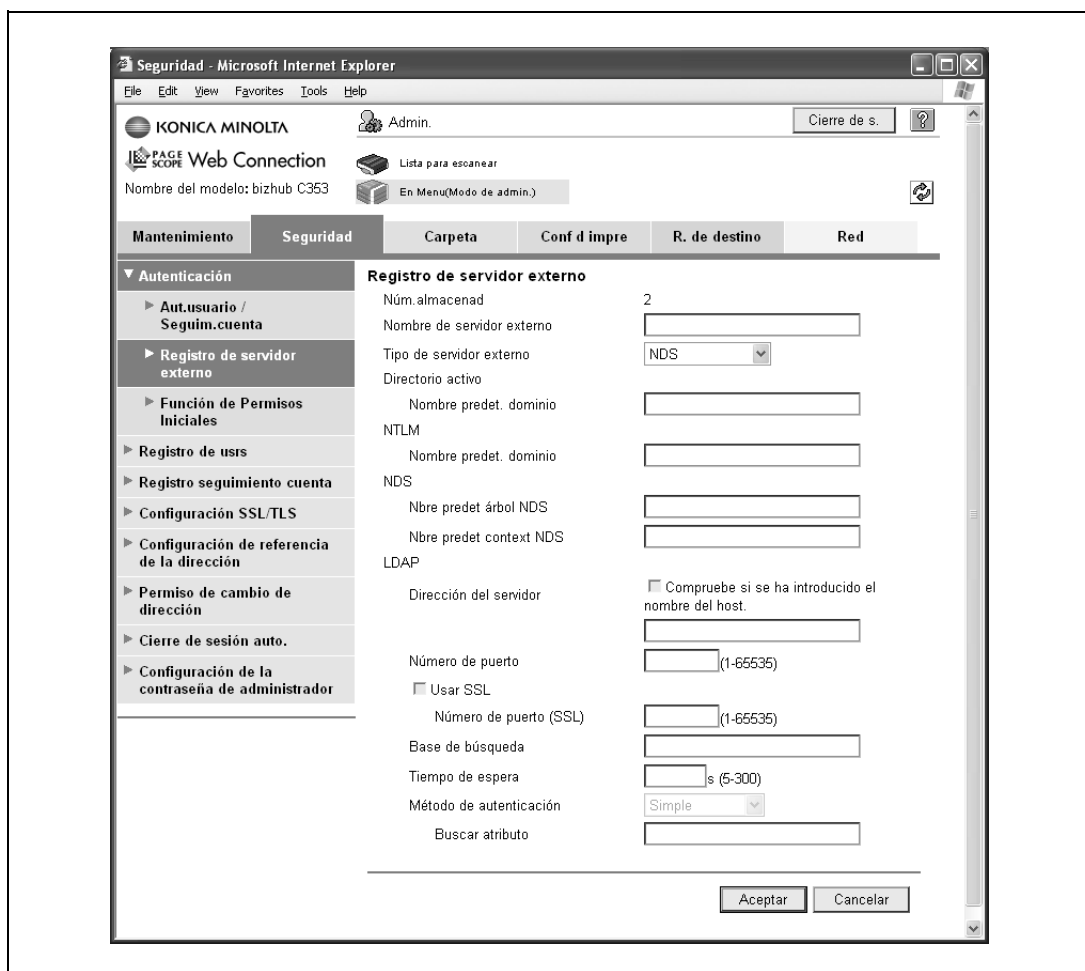 Seguridad - Microsoft Internet Explorer
File Edit View Favorites Tools Help
KONICA MINOLTA
Admin.
Cierre de s.
?
PAGE SCOPE Web Connection
Lista para escanear
Nombre del modelo: bizhub C353
En Menu(Modo de admin.)
Mantenimiento Seguridad Carpeta Conf d impre R. de destino Red
Autenticación
Aut.usuario /
Seguim.cuenta
Registro de servidor
externo
Función de Permisos
Iniciales
Registro de usrs
Registro seguimiento cuenta
Configuración SSL/TLS
Configuración de referencia
de la dirección
Permiso de cambio de
dirección
Cierre de sesión auto.
Configuración de la
contraseña de administrador
Registro de servidor externo
Núm.almacenad 2
Nombre de servidor externo
Tipo de servidor externo NDS
Directorio activo
Nombre predet. dominio
NTLM
Nombre predet. dominio
NDS
Nbre predet árbol NDS
Nbre predet context NDS
LDAP
Dirección del servidor Compruebe si se ha introducido el
nombre del host.
Número de puerto (1-65535)
Usar SSL
Número de puerto (SSL) (1-65535)
Base de búsqueda
Tiempo de espera s (5-300)
Método de autenticación Simple
Buscar atributo
Aceptar Cancelar